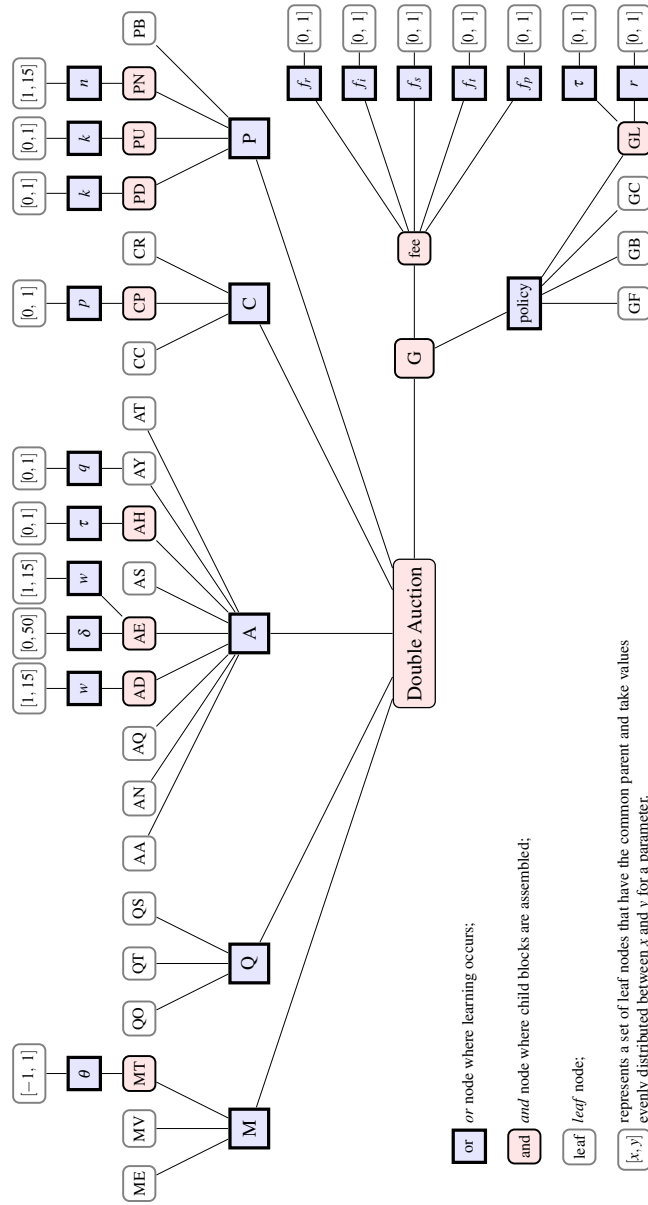 [−1, 1] [1, 15] [0, 50] [1, 15] [0, 1] [0, 1] [0, 1] [0, 1] [0, 1] [1, 15]
θ w δ w τ q p k k n
ME MV MT QO QT QS AA AN AQ AD AE AS AH AY AT CC CP CR PD PU PN PB
M Q A C P
f_r [0, 1]
f_i [0, 1]
Double Auction G fee f_s [0, 1]
f_t [0, 1]
policy f_p [0, 1]
τ [0, 1]
GF GB GC GL r [0, 1]
or or node where learning occurs;
and and node where child blocks are assembled;
leaf leaf node;
[x, y] represents a set of leaf nodes that have the common parent and take values
evenly distributed between x and y for a parameter.